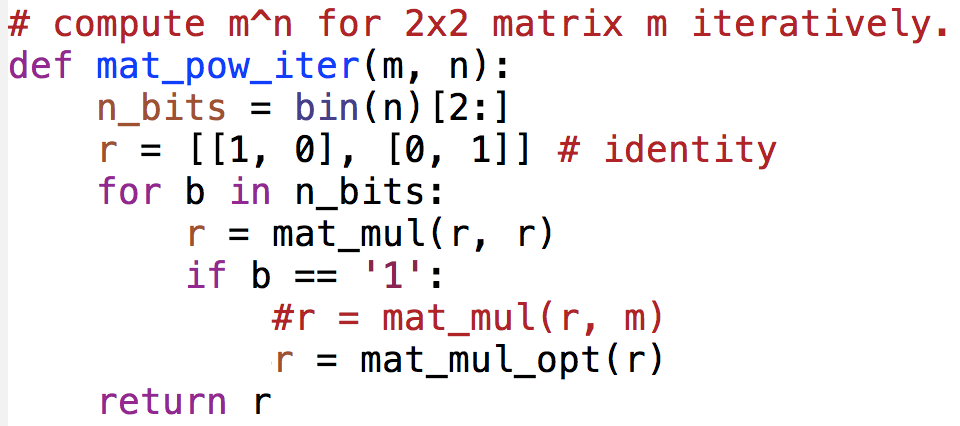 # compute m^n for 2x2 matrix m iteratively.
def mat_pow_iter(m, n):
    n_bits = bin(n)[2:]
    r = [[1, 0], [0, 1]] # identity
    for b in n_bits:
        r = mat_mul(r, r)
        if b == '1':
            #r = mat_mul(r, m)
            r = mat_mul_opt(r)
    return r